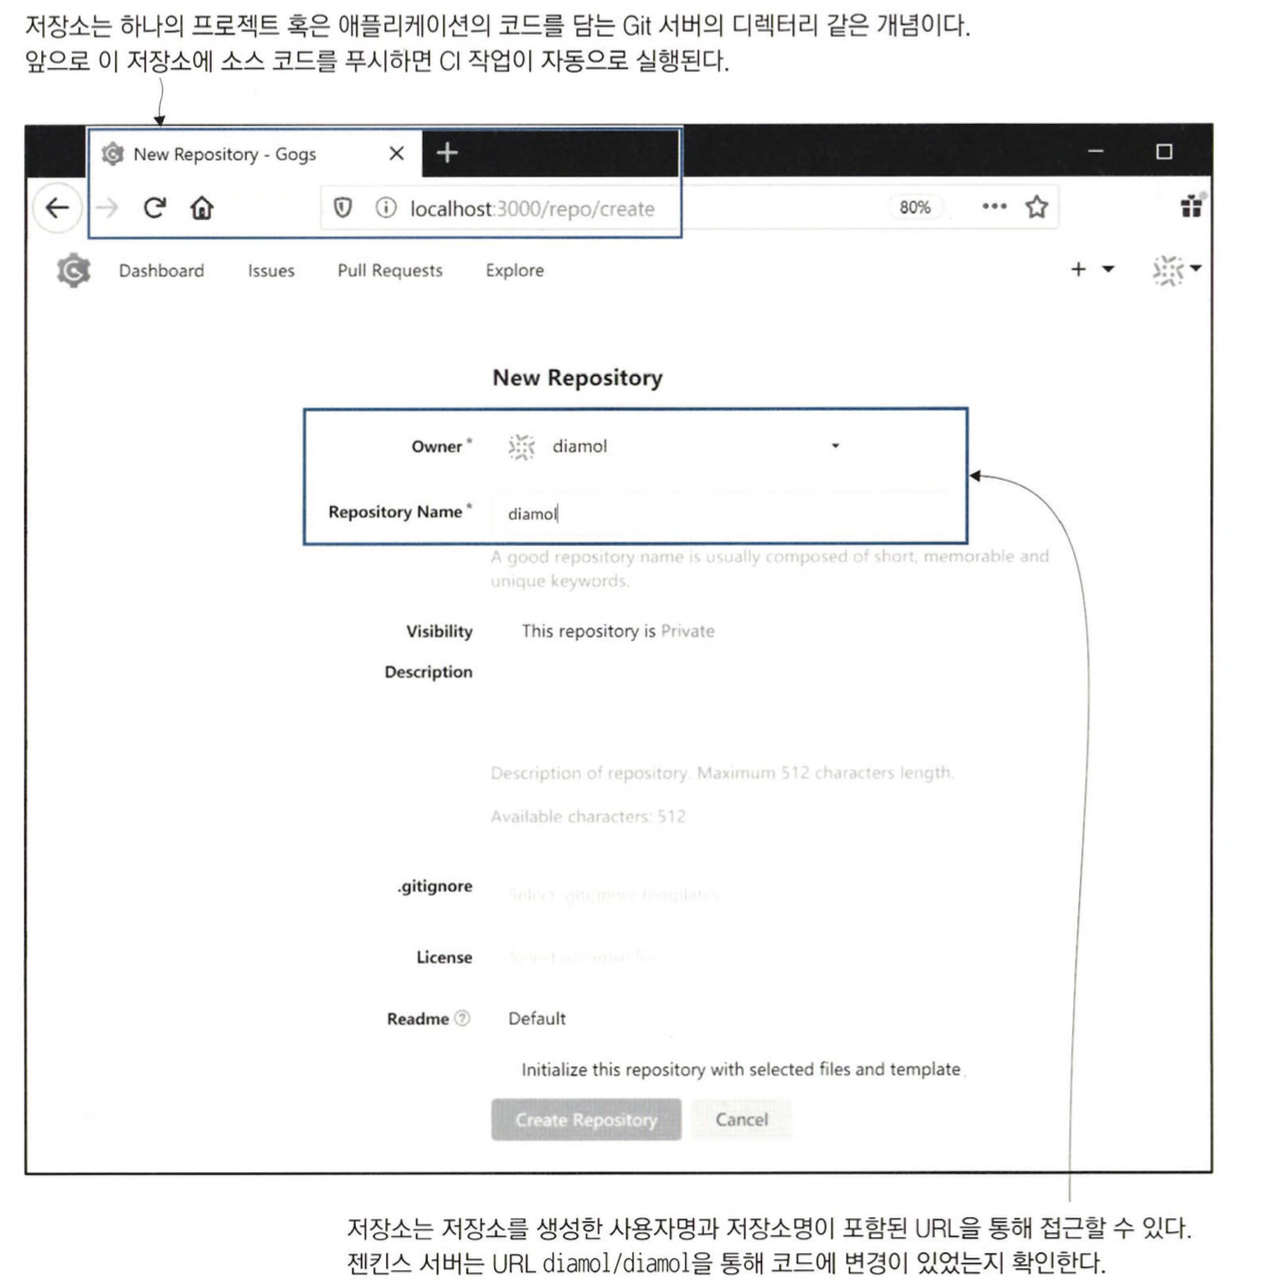 저장소는 하나의 프로젝트 혹은 애플리케이션의 코드를 담는 Git 서버의 디렉터리 같은 개념이다.
앞으로 이 저장소에 소스 코드를 푸시하면 CI 작업이 자동으로 실행된다.
New Repository - Gogs
localhost:3000/repo/create
80%
Dashboard Issues Pull Requests Explore
New Repository
Owner * diamol
Repository Name * diamol
A good repository name is usually composed of short, memorable and
unique keywords.
Visibility This repository is Private
Description
Description of repository. Maximum 512 characters length.
Available characters: 512
.gitignore Select .gitignore templates
License Select a license file
Readme Default
Initialize this repository with selected files and template.
Create Repository Cancel
저장소는 저장소를 생성한 사용자명과 저장소명이 포함된 URL을 통해 접근할 수 있다.
젠킨스 서버는 URL diamol/diamol을 통해 코드에 변경이 있었는지 확인한다.